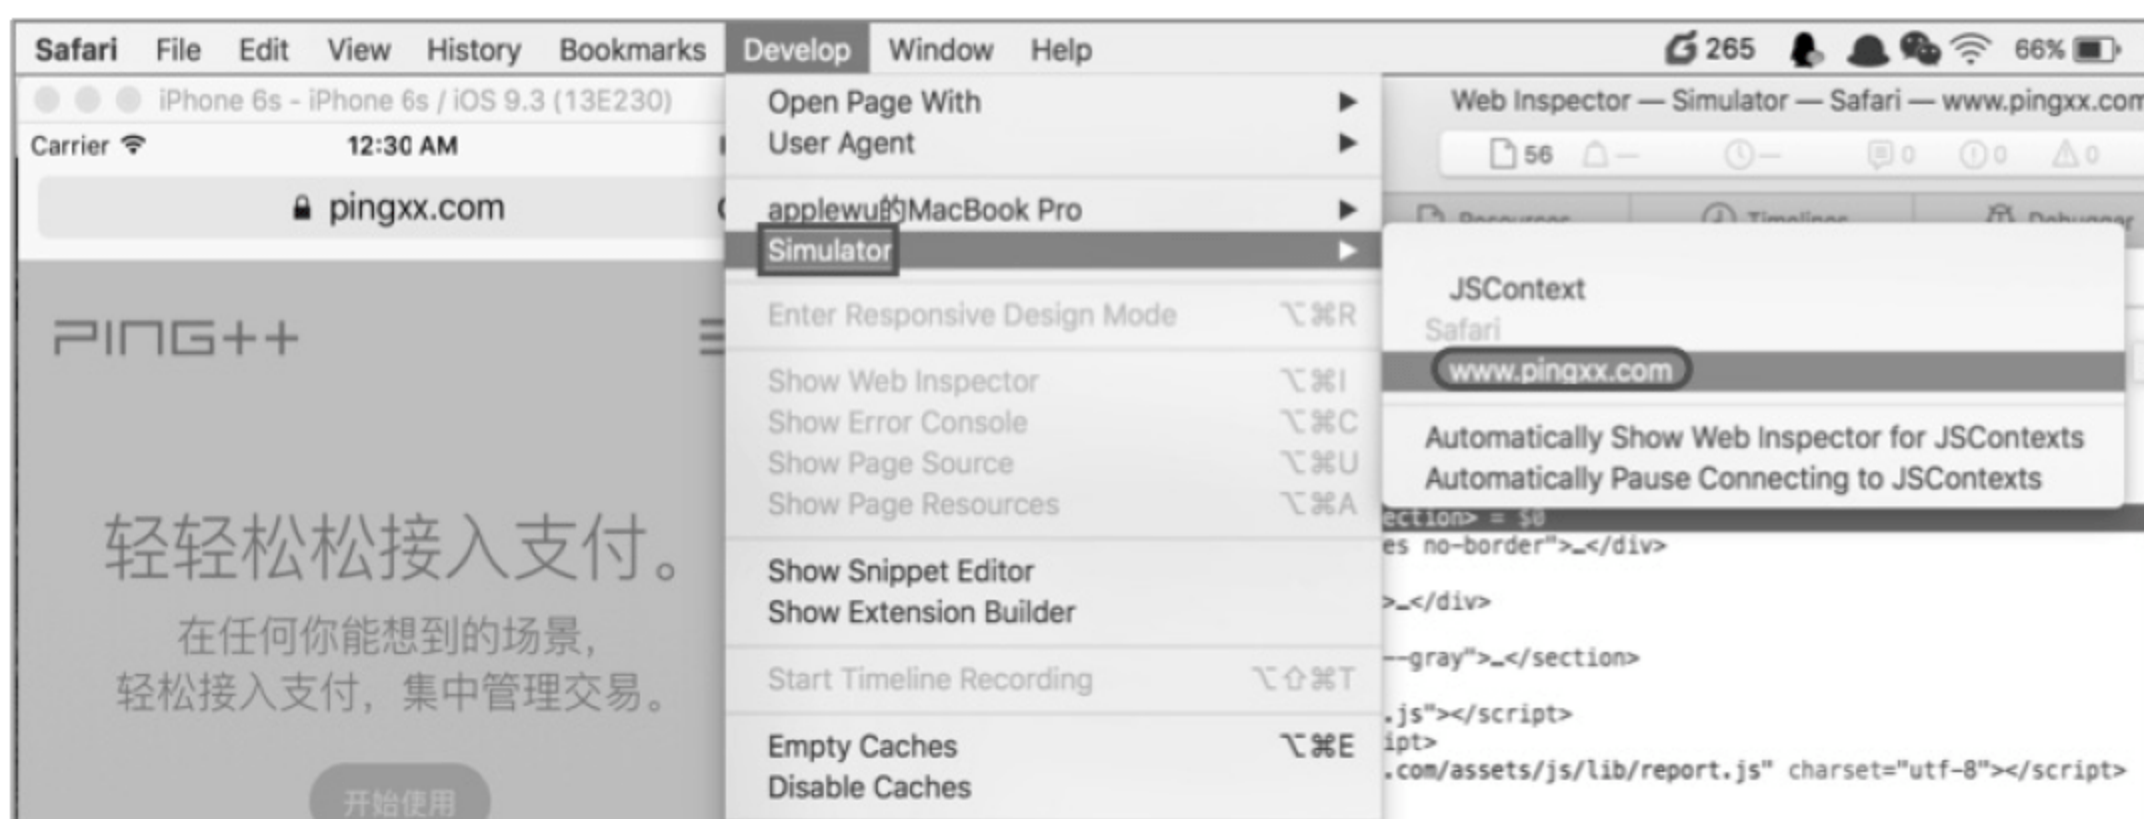 Safari File Edit View History Bookmarks Develop Window Help 265 66%
iPhone 6s - iPhone 6s / iOS 9.3 (13E230)
Carrier 12:30 AM
pingxx.com
PING++
轻轻松松接入支付。
在任何你能想到的场景,
轻松接入支付，集中管理交易。
开始使用
Open Page With
User Agent
applewu的MacBook Pro
Simulator
Enter Responsive Design Mode ⌥⌘R
Show Web Inspector ⌥⌘I
Show Error Console ⌥⌘C
Show Page Source ⌥⌘U
Show Page Resources ⌥⌘A
Show Snippet Editor
Show Extension Builder
Start Timeline Recording ⌥⇧⌘T
Empty Caches ⌥⌘E
Disable Caches
Web Inspector — Simulator — Safari — www.pingxx.com
56 — — 0 0 0
Resources Timelines Debugger
JSContext
Safari
www.pingxx.com
Automatically Show Web Inspector for JSContexts
Automatically Pause Connecting to JSContexts
ection> = $0
es no-border">…</div>
>…</div>
--gray">…</section>
.js"></script>
ipt>
.com/assets/js/lib/report.js" charset="utf-8"></script>